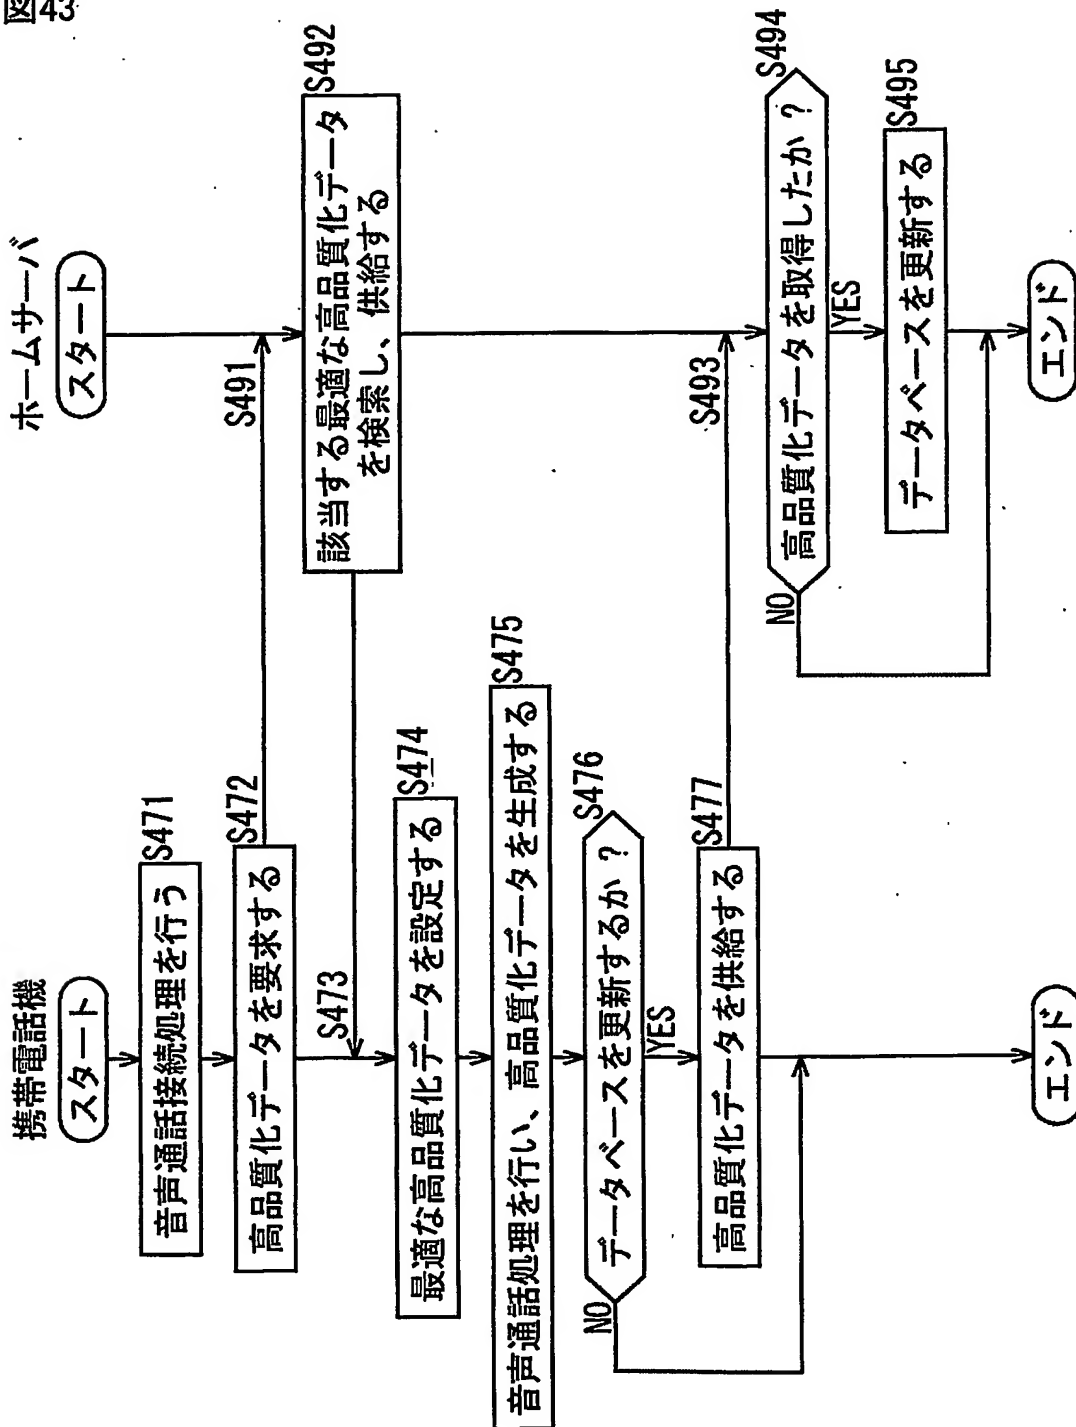 図43
携帯電話機
スタート
音声通話接続処理を行う
S471
高品質化データを要求する
S472
S473
最適な高品質化データを設定する
S474
音声通話処理を行い、高品質化データを生成する
S475
データベースを更新するか?
S476
NO
YES
高品質化データを供給する
S477
エンド
ホームサーバ
スタート
S491
該当する最適な高品質化データ
を検索し、供給する
S492
S493
高品質化データを取得したか?
S494
NO
YES
データベースを更新する
S495
エンド